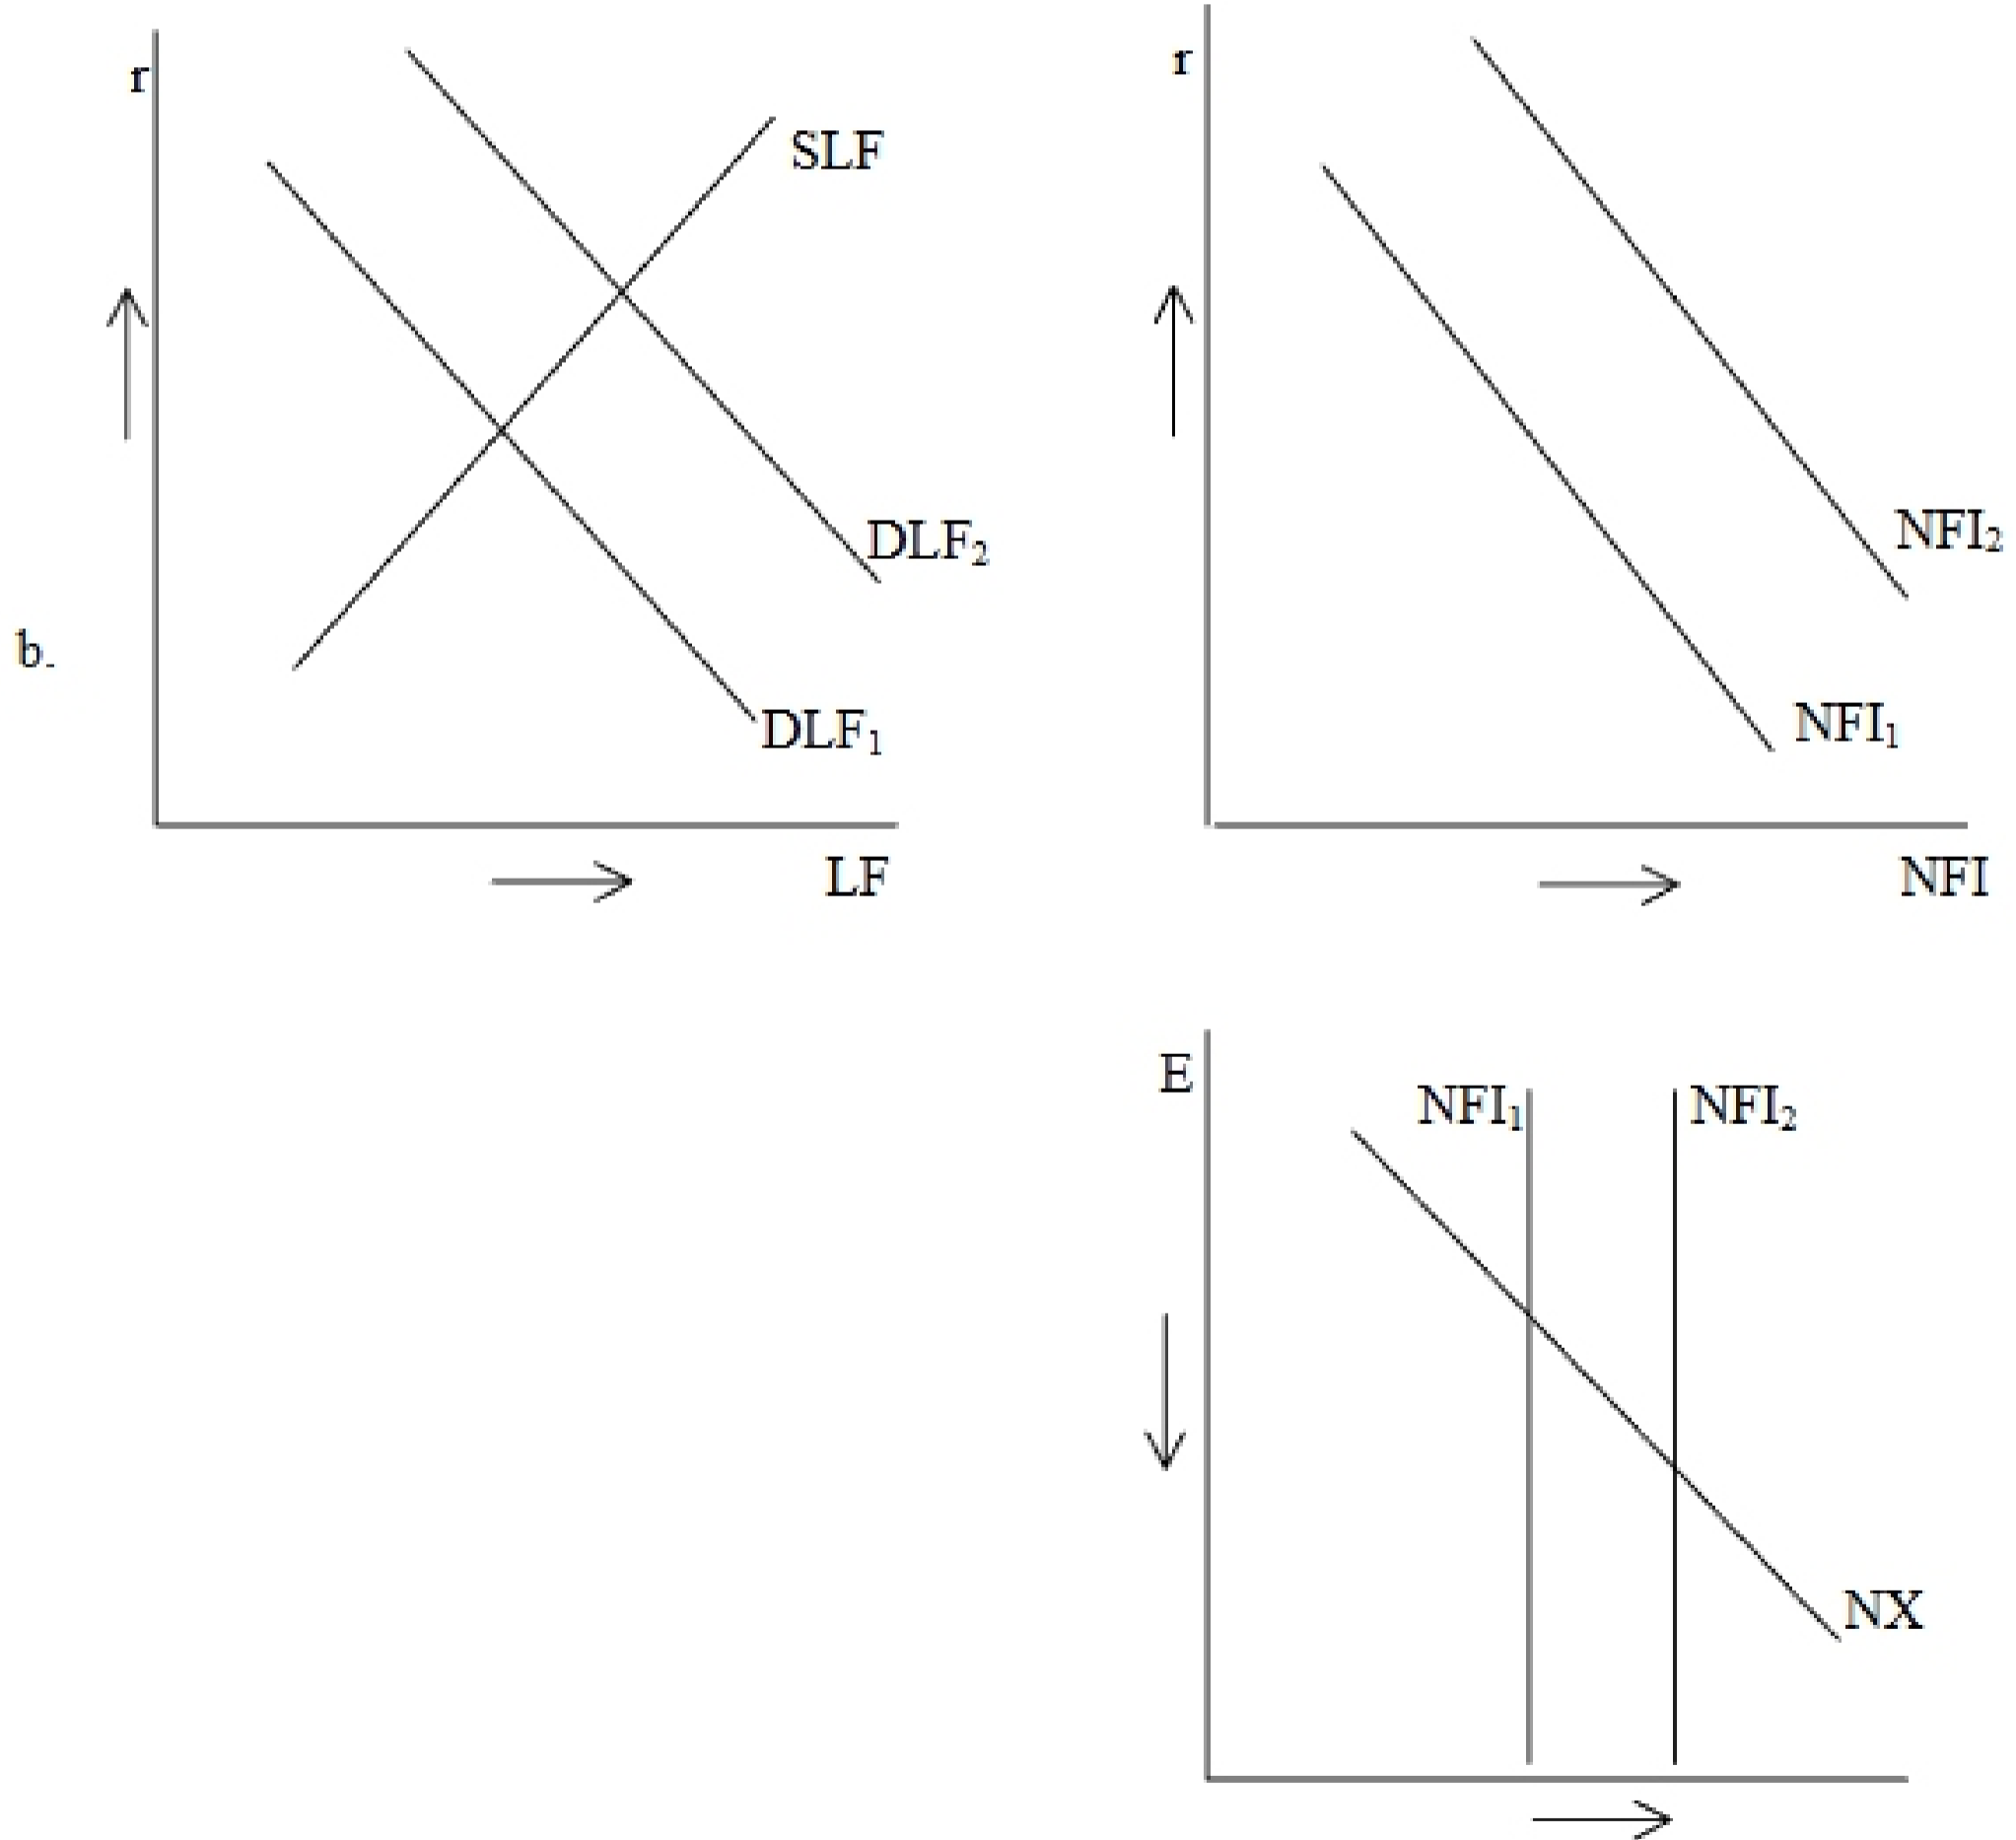 r
SLF
DLF₂
b.
DLF₁
LF
r
NFI₂
NFI₁
NFI
E
NFI₁
NFI₂
NX